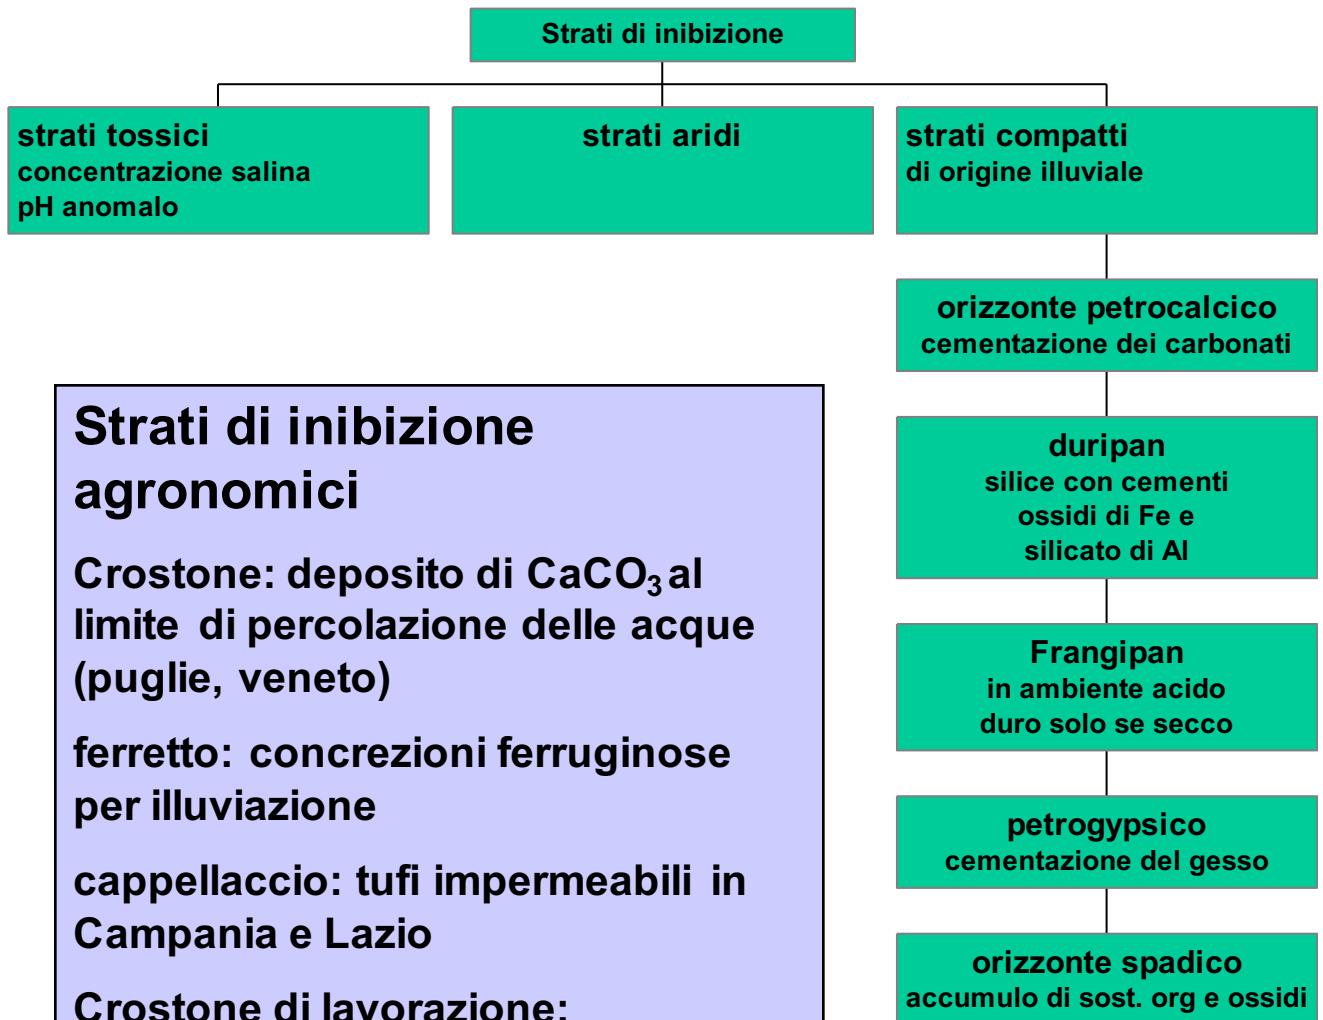 Strati di inibizione
strati tossici
concentrazione salina
pH anomalo
strati aridi
strati compatti
di origine illuviale
orizzonte petrocalcico
cementazione dei carbonati
duripan
silice con cementi
ossidi di Fe e
silicato di Al
Frangipan
in ambiente acido
duro solo se secco
petrogypsico
cementazione del gesso
orizzonte spadico
accumulo di sost. org e ossidi
Strati di inibizione
agronomici
Crostone: deposito di CaCO₃ al
limite di percolazione delle acque
(puglie, veneto)
ferretto: concrezioni ferruginose
per illuviazione
cappellaccio: tufi impermeabili in
Campania e Lazio
Crostone di lavorazione: